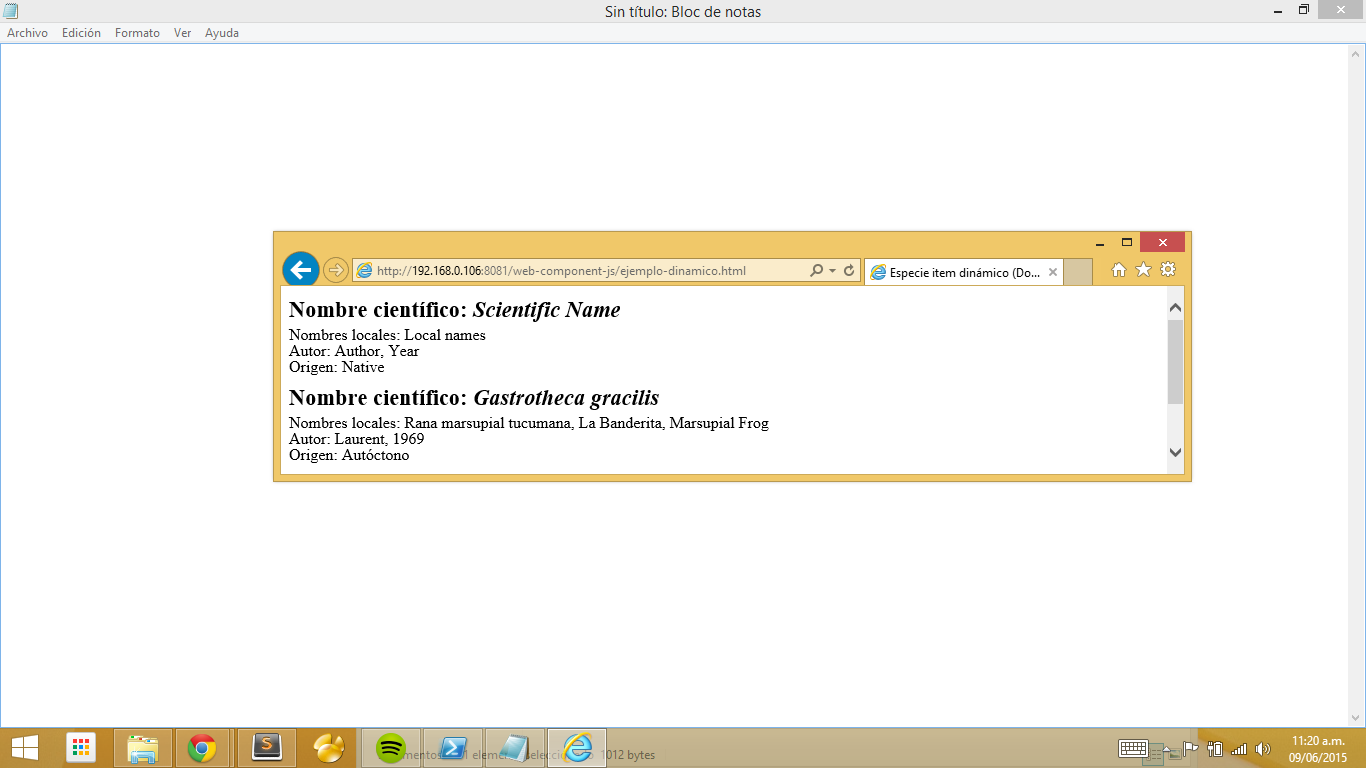 Sin título: Bloc de notas
Archivo Edición Formato Ver Ayuda
http://192.168.0.106:8081/web-component-js/ejemplo-dinamico.html
Especie item dinámico (Do...
Nombre científico: Scientific Name
Nombres locales: Local names
Autor: Author, Year
Origen: Native
Nombre científico: Gastrotheca gracilis
Nombres locales: Rana marsupial tucumana, La Banderita, Marsupial Frog
Autor: Laurent, 1969
Origen: Autóctono
1012 bytes
11:20 a.m.
09/06/2015